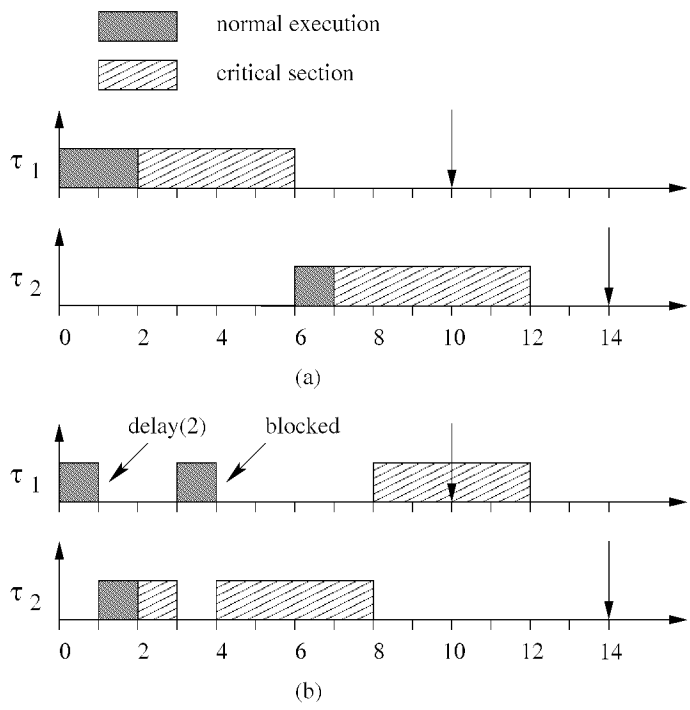 normal execution
critical section
τ 1
τ 2
0 2 4 6 8 10 12 14
(a)
delay(2) blocked
τ 1
τ 2
0 2 4 6 8 10 12 14
(b)